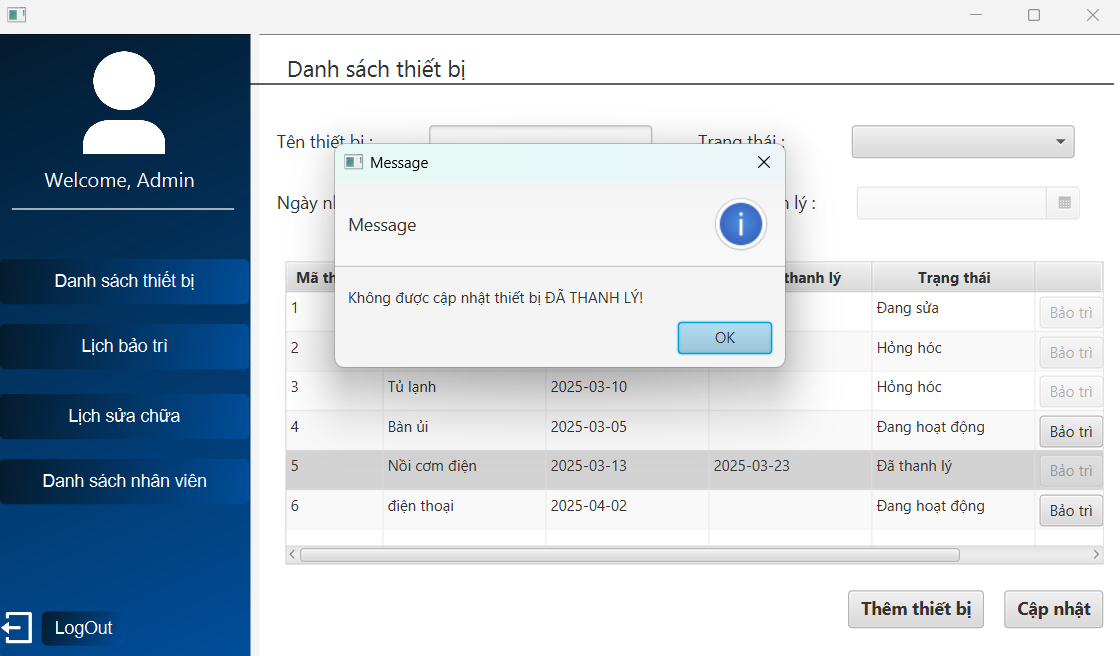 Welcome, Admin
Danh sách thiết bị
Lịch bảo trì
Lịch sửa chữa
Danh sách nhân viên
LogOut
Danh sách thiết bị
Tên thiết bị :
Trạng thái :
Ngày
lý :
Message
Message
Không được cập nhật thiết bị ĐÃ THANH LÝ!
OK
Mã thanh lý Trạng thái
1 Đang sửa Bảo trì
2 Hỏng hóc Bảo trì
3 Tủ lạnh 2025-03-10 Hỏng hóc Bảo trì
4 Bàn ủi 2025-03-05 Đang hoạt động Bảo trì
5 Nồi cơm điện 2025-03-13 2025-03-23 Đã thanh lý Bảo trì
6 điện thoại 2025-04-02 Đang hoạt động Bảo trì
Thêm thiết bị Cập nhật